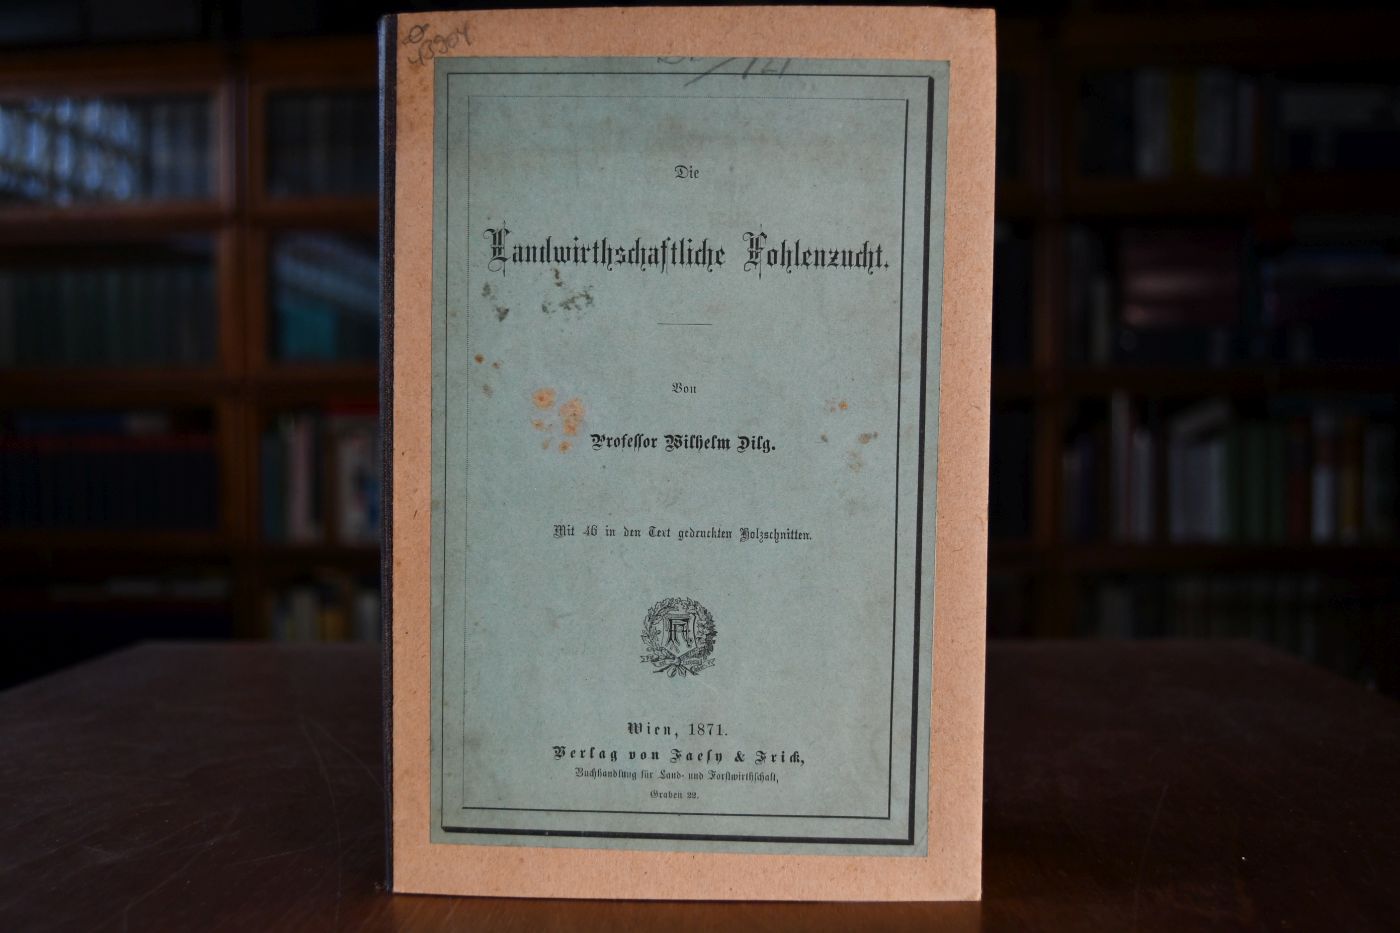 43904
Die
Landwirthschaftliche Fohlenzucht.
Von
Professor Wilhelm Dilg.
Mit 46 in den Text gedruckten Holzschnitten.
Wien, 1871.
Verlag von Faesy & Frick,
Buchhandlung für Land- und Forstwirthschaft,
Graben 22.